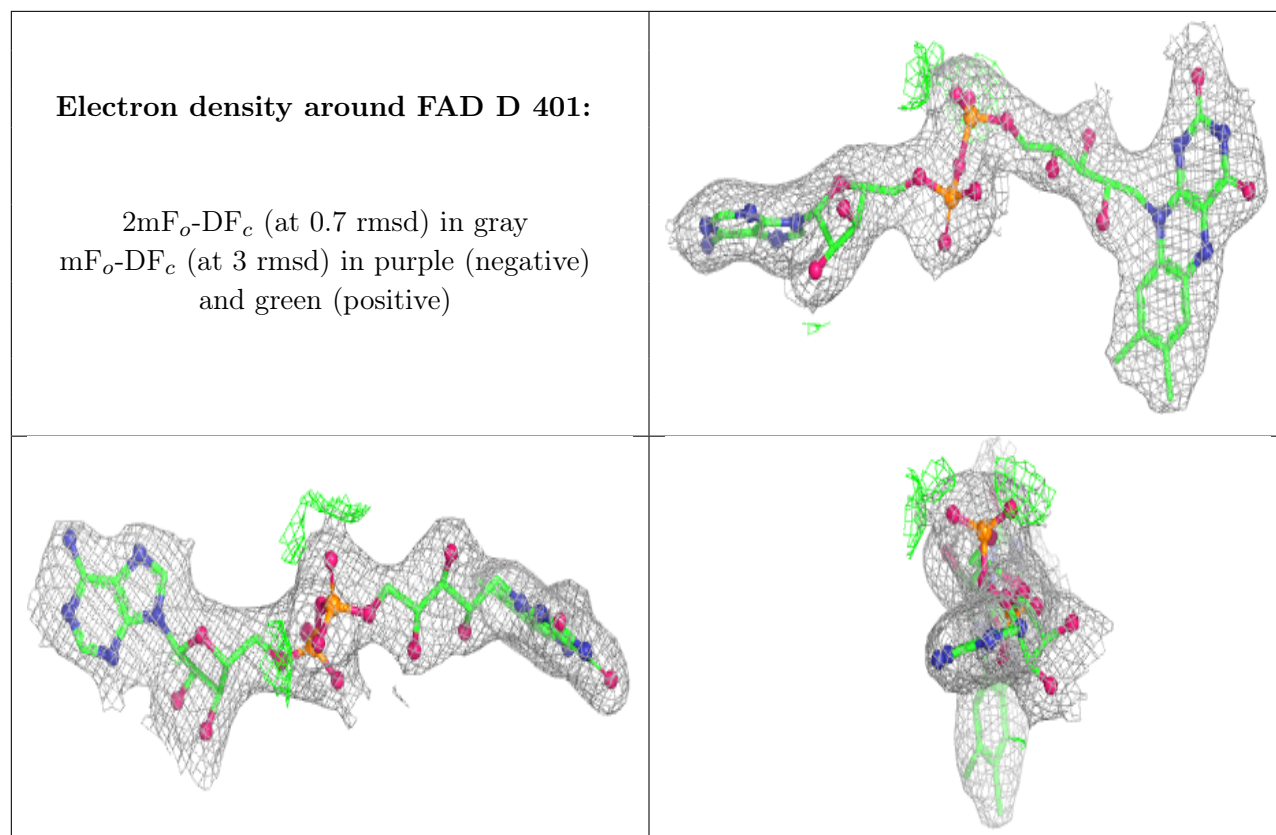 Electron density around FAD D 401:
2mFo-DFc (at 0.7 rmsd) in gray
mFo-DFc (at 3 rmsd) in purple (negative)
and green (positive)